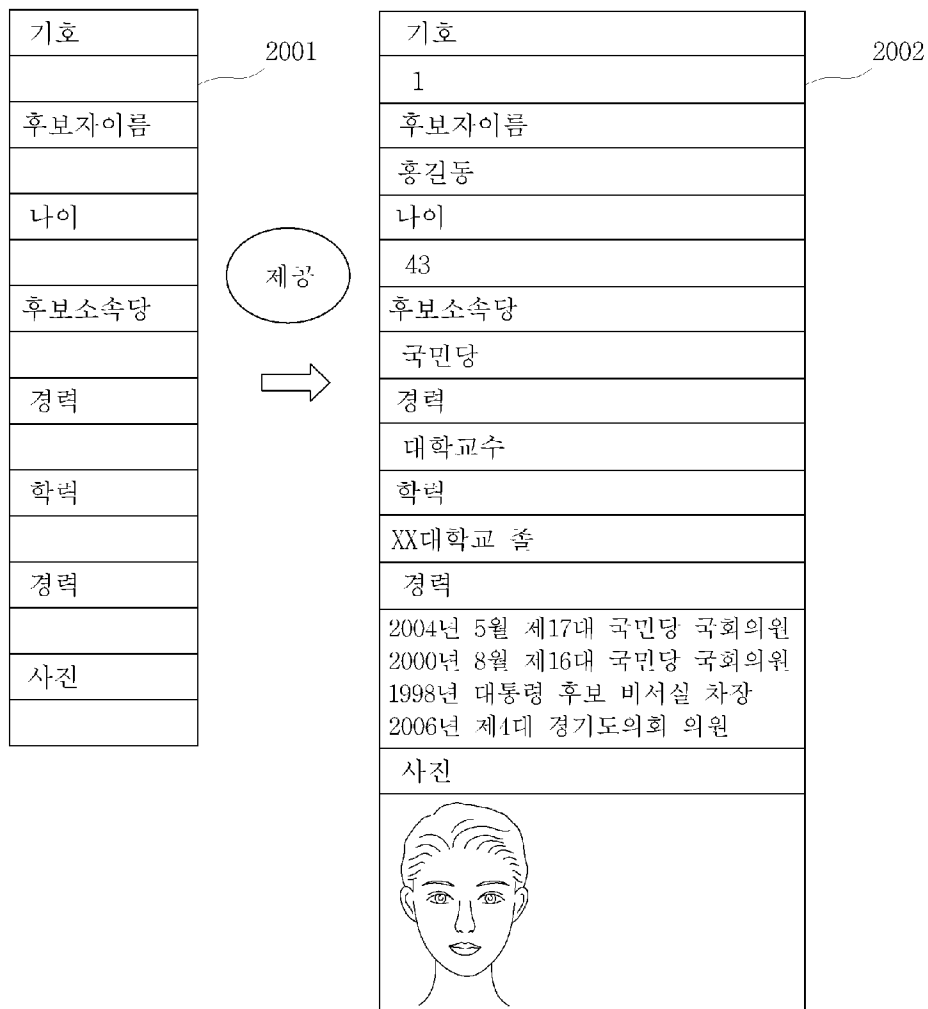 기호
2001
후보자이름
나이
후보소속당
경력
학력
경력
사진
제공
기호
2002
1
후보자이름
홍길동
나이
43
후보소속당
국민당
경력
대학교수
학력
XX대학교 졸
경력
2004년 5월 제17대 국민당 국회의원
2000년 8월 제16대 국민당 국회의원
1998년 대통령 후보 비서실 차장
2006년 제4대 경기도의회 의원
사진